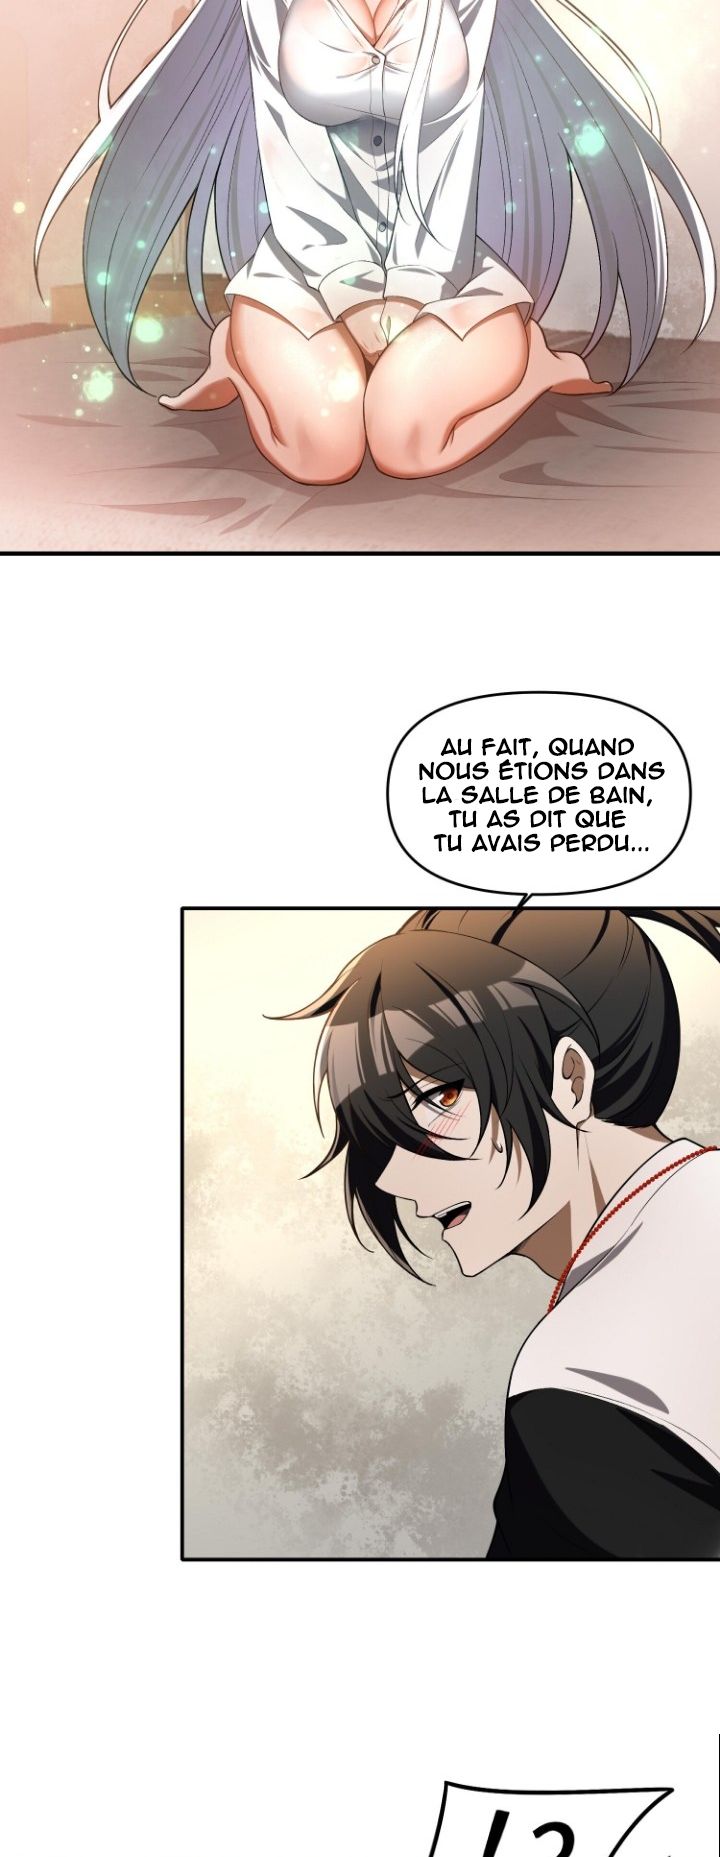 AU FAIT, QUAND
NOUS ÉTIONS DANS
LA SALLE DE BAIN,
TU AS DIT QUE
TU AVAIS PERDU...